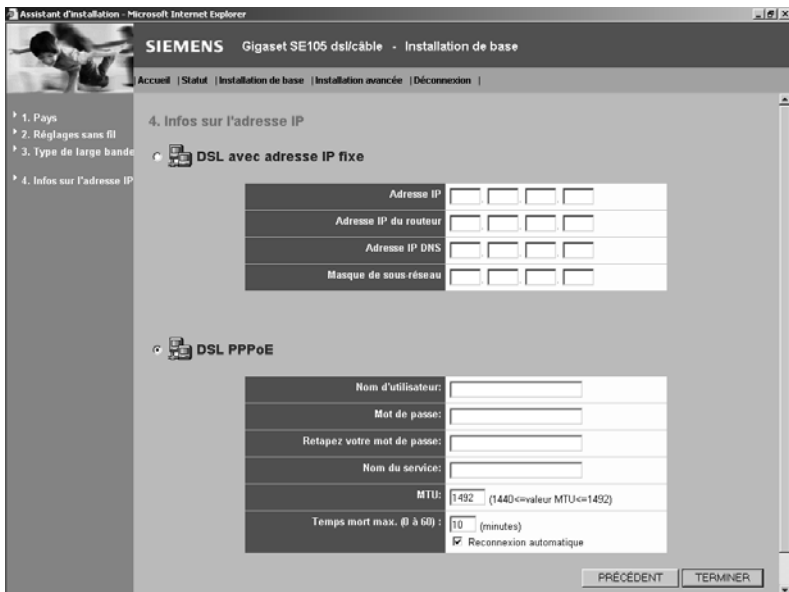 Assistant d'installation - Microsoft Internet Explorer
SIEMENS Gigaset SE105 dsl/câble - Installation de base
|Accueil |Statut |Installation de base |Installation avancée |Déconnexion |
1. Pays
2. Réglages sans fil
3. Type de large bande
4. Infos sur l'adresse IP
4. Infos sur l'adresse IP
DSL avec adresse IP fixe
Adresse IP
Adresse IP du routeur
Adresse IP DNS
Masque de sous-réseau
DSL PPPoE
Nom d'utilisateur:
Mot de passe:
Retapez votre mot de passe:
Nom du service:
MTU: 1492 (1440<=valeur MTU<=1492)
Temps mort max. (0 à 60) : 10 (minutes)
Reconnexion automatique
PRÉCÉDENT TERMINER